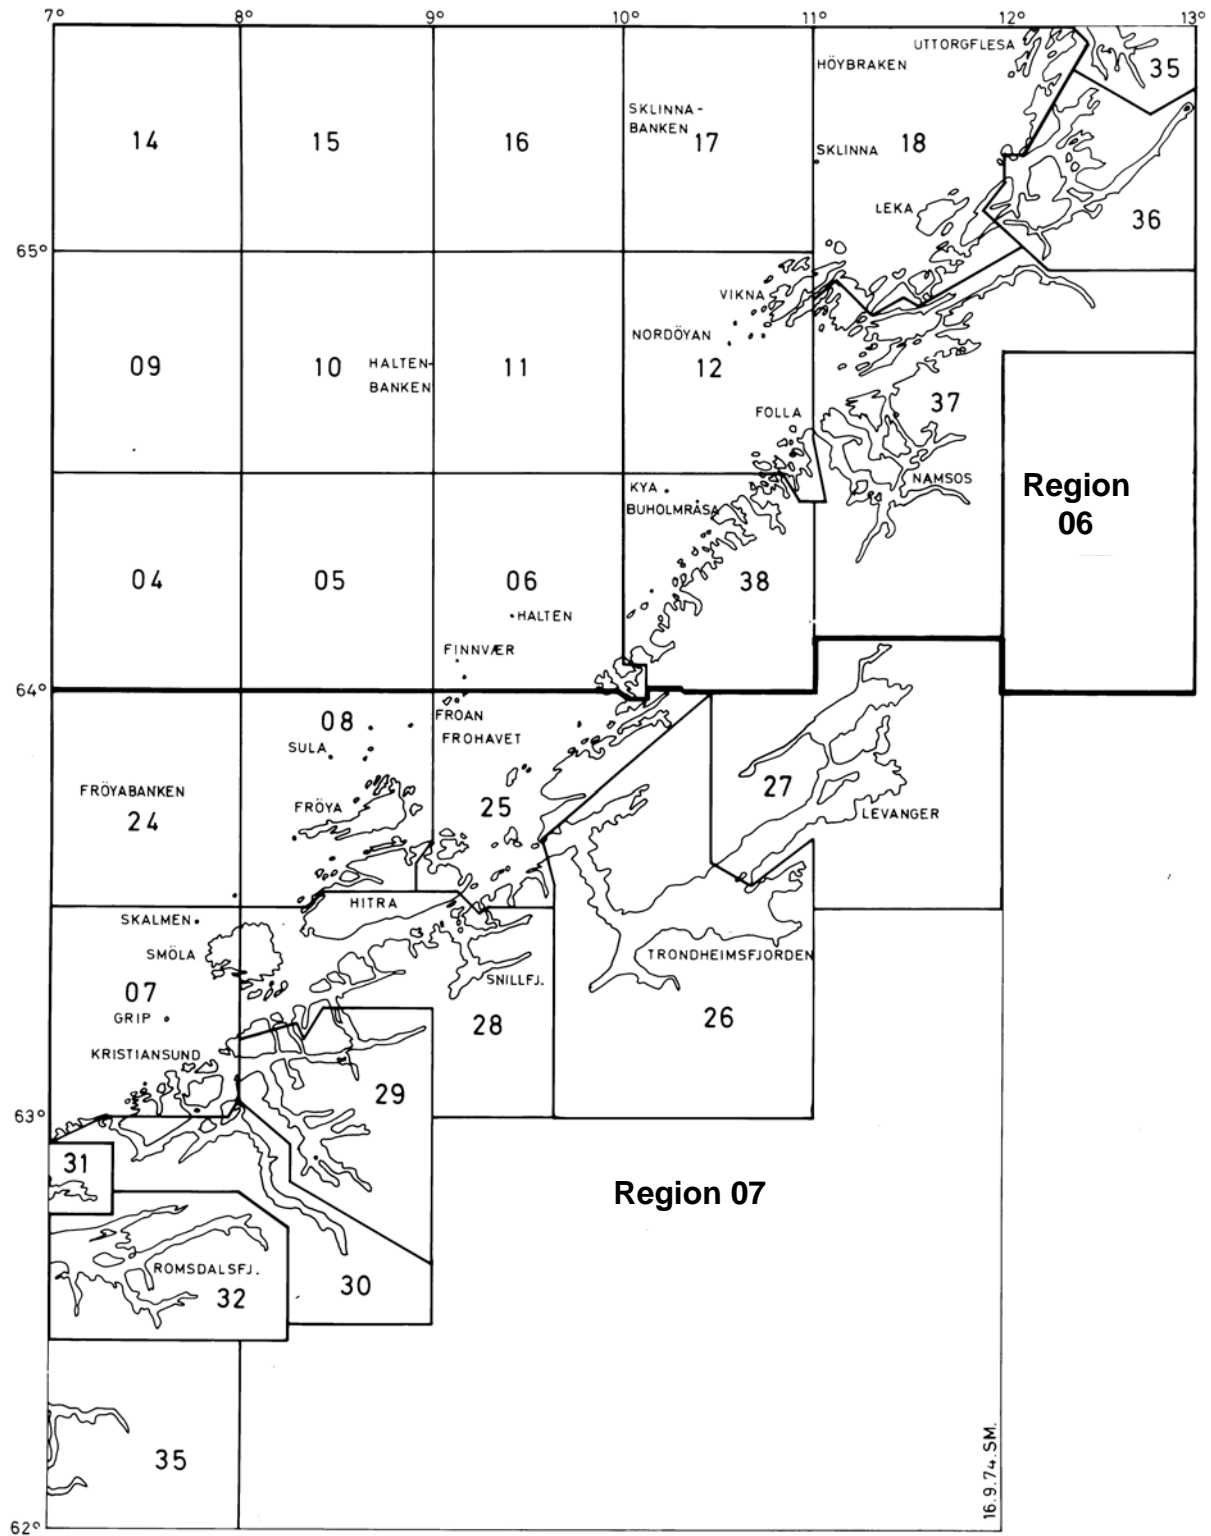 7° 8° 9° 10° 11° 12° 13°
UTTORGFLESA
HÖYBRAKEN
35
SKLINNA-
BANKEN
14 15 16 17 18
SKLINNA
LEKA
36
65°
VIKNA
NORDÖYAN
09 10 HALTEN-
BANKEN
11 12
37
FOLLA
NAMSOS
Region
06
KYA
BUHOLMRÅSA
04 05 06 38
HALTEN
FINNVÆR
64°
08
FROAN
FROHAVET
SULA
27
FRÖYABANKEN
24
FRÖYA
25
LEVANGER
HITRA
SKALMEN
SMÖLA
TRONDHEIMSFJORDEN
SNILLFJ.
07
GRIP
28 26
KRISTIANSUND
29
63°
31
Region 07
ROMSDALSFJ.
32 30
35
16.9.74.SM.
62°